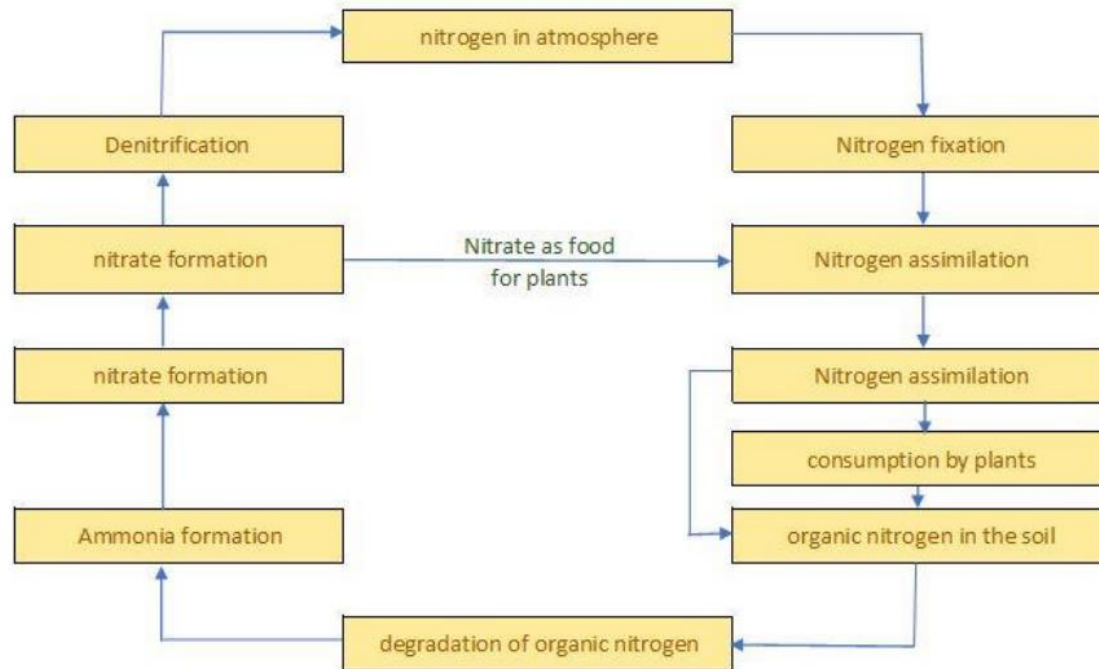 nitrogen in atmosphere
Denitrification
Nitrogen fixation
nitrate formation
Nitrate as food
for plants
Nitrogen assimilation
nitrate formation
Nitrogen assimilation
consumption by plants
Ammonia formation
organic nitrogen in the soil
degradation of organic nitrogen